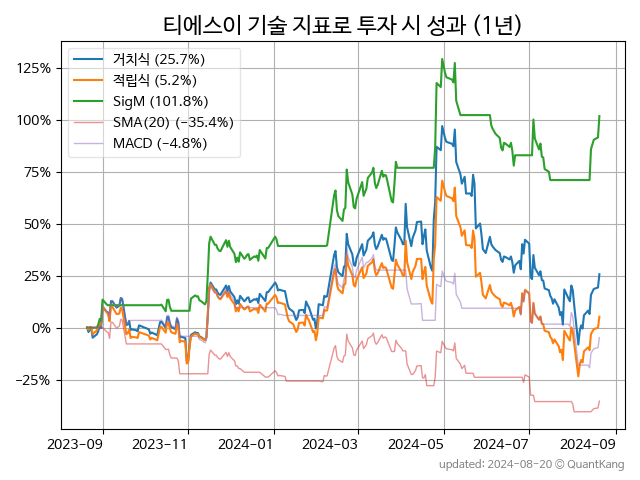 티에스이 기술 지표로 투자 시 성과 (1년)
거치식 (25.7%)
적립식 (5.2%)
SigM (101.8%)
SMA(20) (−35.4%)
MACD (−4.8%)
125%
100%
75%
50%
25%
0%
−25%
2023-09 2023-11 2024-01 2024-03 2024-05 2024-07 2024-09
updated: 2024-08-20 © QuantKang